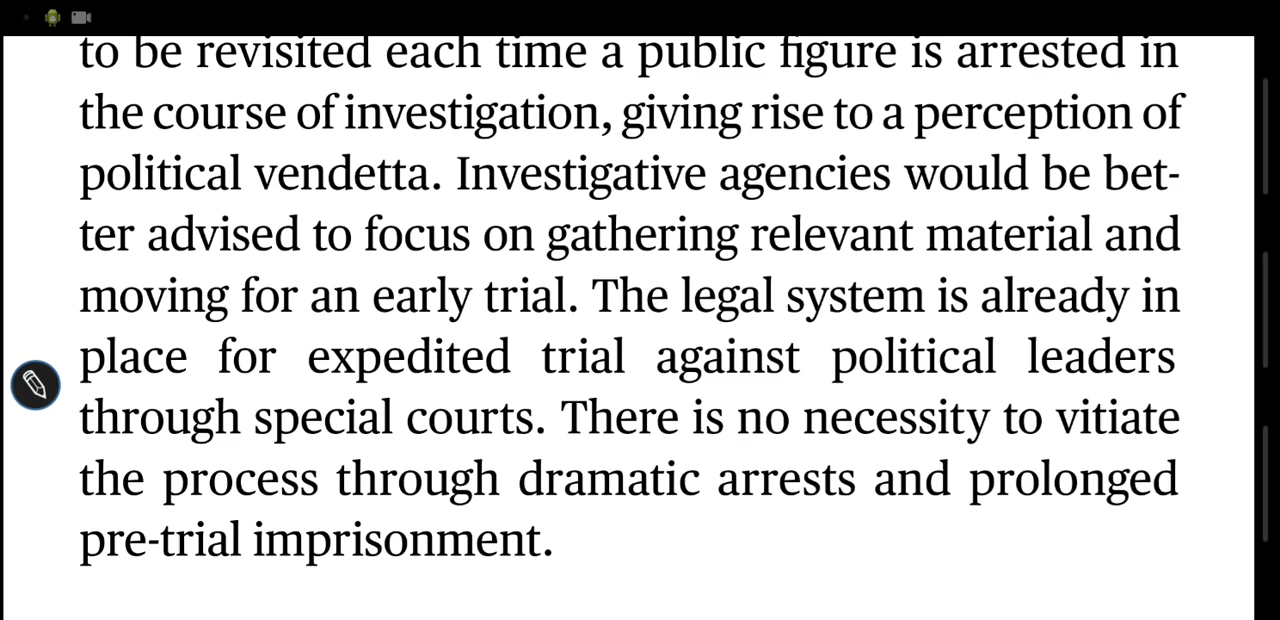 to be revisited each time a public figure is arrested in
the course of investigation, giving rise to a perception of
political vendetta. Investigative agencies would be bet-
ter advised to focus on gathering relevant material and
moving for an early trial. The legal system is already in
place for expedited trial against political leaders
through special courts. There is no necessity to vitiate
the process through dramatic arrests and prolonged
pre-trial imprisonment.